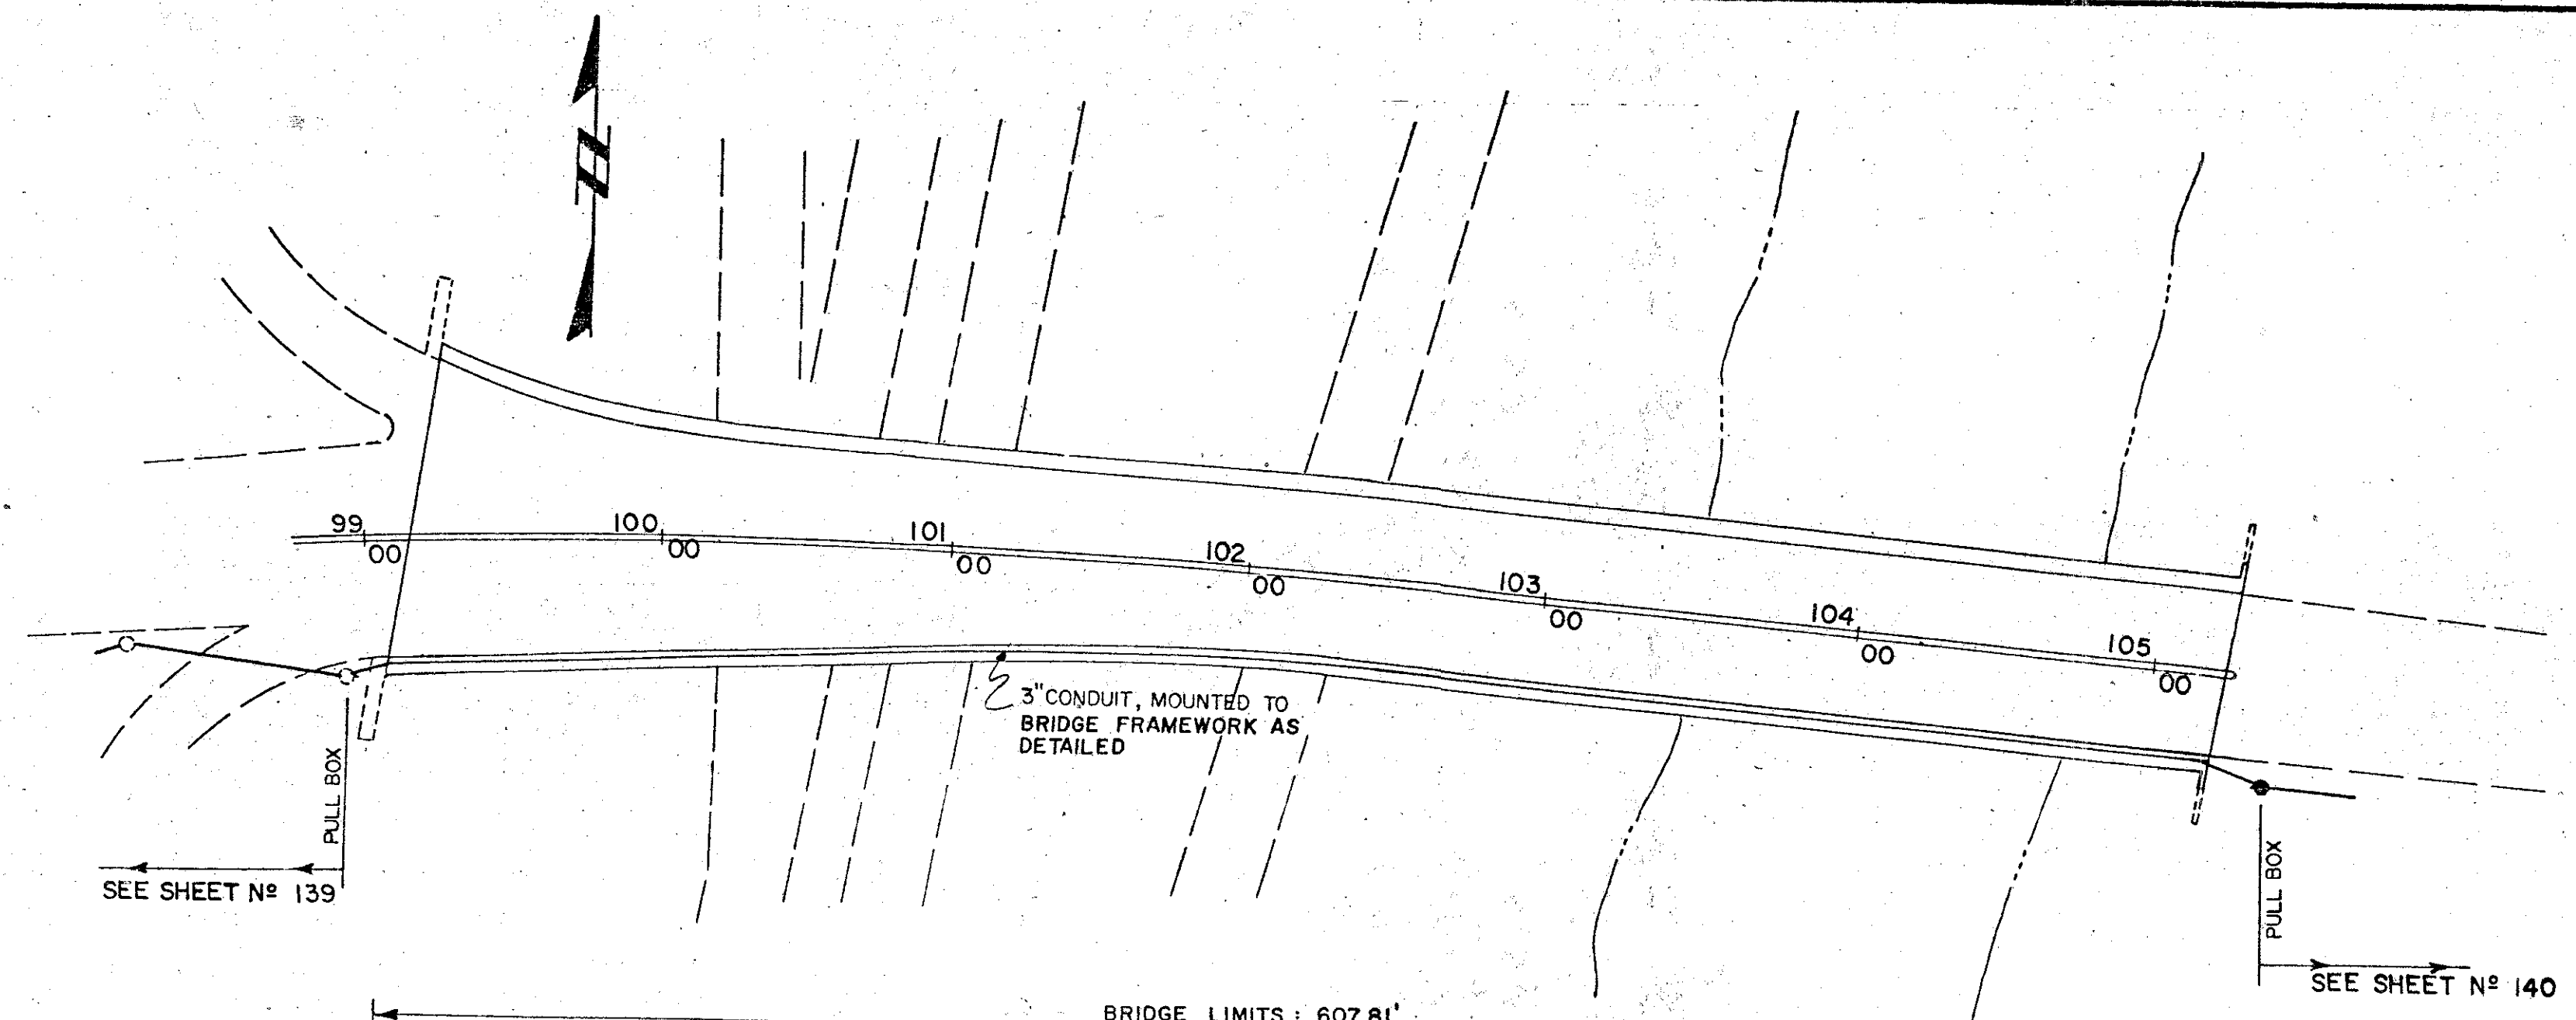 N
99
00
100
00
101
00
102
00
103
00
104
00
105
00
3" CONDUIT, MOUNTED TO
BRIDGE FRAMEWORK AS
DETAILED
PULL BOX
SEE SHEET Nº 139
PULL BOX
SEE SHEET Nº 140
BRIDGE LIMITS : 607.81'